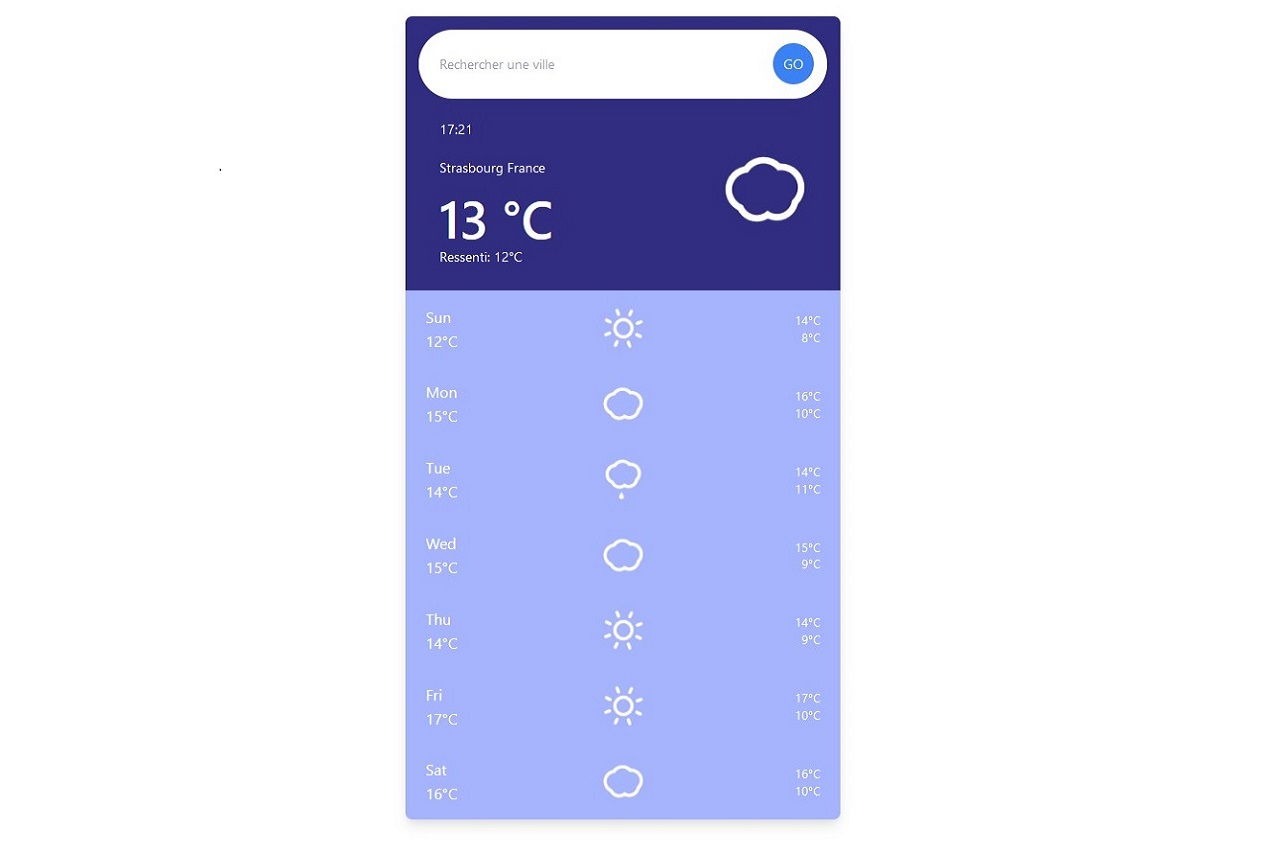 Rechercher une ville
GO
17:21
Strasbourg France
13 °C
Ressenti: 12°C
Sun
12°C
14°C
8°C
Mon
15°C
16°C
10°C
Tue
14°C
14°C
11°C
Wed
15°C
15°C
9°C
Thu
14°C
14°C
9°C
Fri
17°C
17°C
10°C
Sat
16°C
16°C
10°C